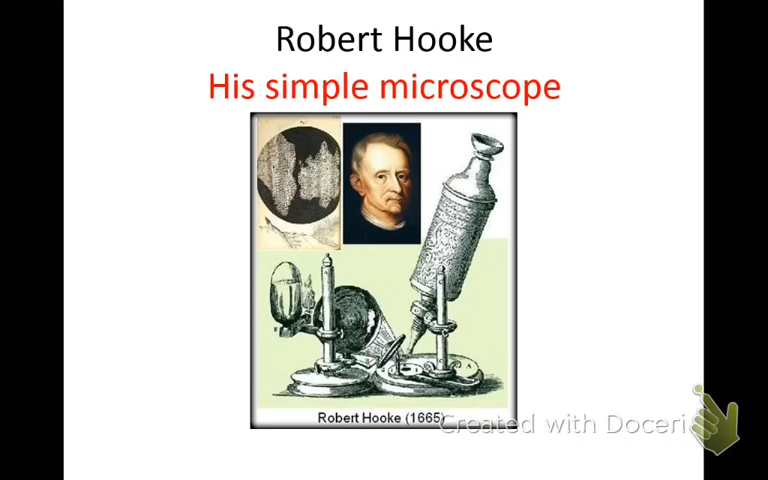 Robert Hooke
His simple microscope
Robert Hooke (1665)
Created with Doceri